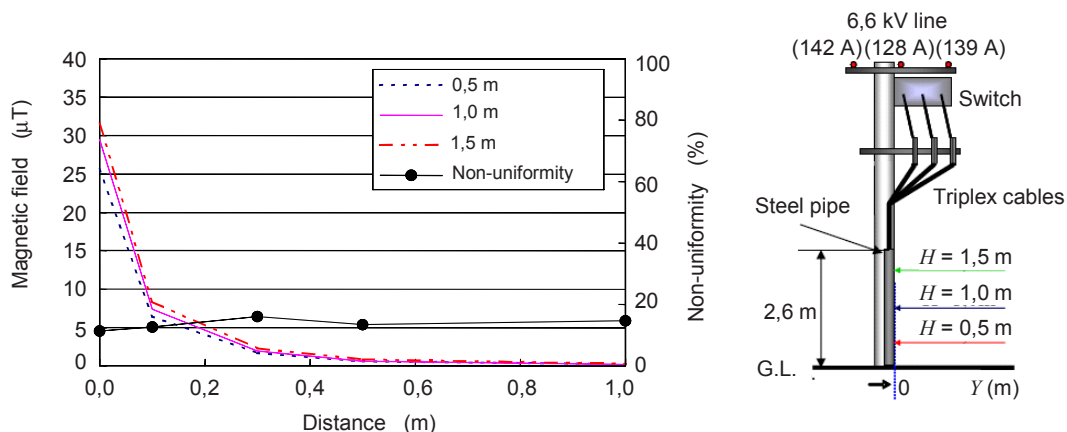 40
35
30
25
20
15
10
5
0
Magnetic field (μT)
0,0
0,2
0,4
0,6
0,8
1,0
Distance (m)
100
80
60
40
20
0
Non-uniformity (%)
0,5 m
1,0 m
1,5 m
Non-uniformity
6,6 kV line
(142 A) (128 A) (139 A)
Switch
Triplex cables
Steel pipe
H = 1,5 m
H = 1,0 m
H = 0,5 m
2,6 m
G.L.
0
Y (m)